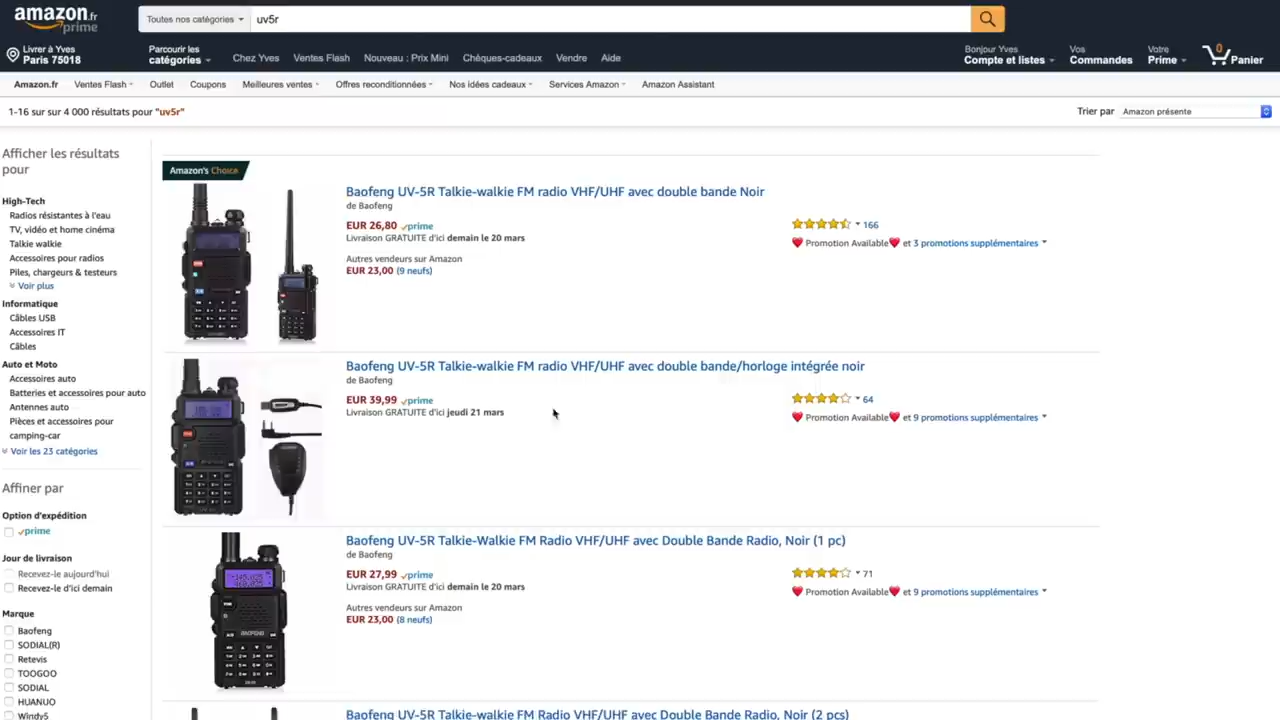 amazon.fr
prime
Toutes nos catégories
uv5r
Livrer à Yves
Paris 75018
Parcourir les
catégories
Chez Yves
Ventes Flash
Nouveau : Prix Mini
Chèques-cadeaux
Vendre
Aide
Bonjour Yves
Compte et listes
Vos
Commandes
Votre
Prime
0
Panier
Amazon.fr
Ventes Flash
Outlet
Coupons
Meilleures ventes
Offres reconditionnées
Nos idées cadeaux
Services Amazon
Amazon Assistant
1-16 sur sur 4 000 résultats pour "uv5r"
Trier par
Amazon présente
Afficher les résultats
pour
High-Tech
Radios résistantes à l'eau
TV, vidéo et home cinéma
Talkie walkie
Accessoires pour radios
Piles, chargeurs & testeurs
Voir plus
Informatique
Câbles USB
Accessoires IT
Câbles
Auto et Moto
Accessoires auto
Batteries et accessoires pour auto
Antennes auto
Pièces et accessoires pour
camping-car
Voir les 23 catégories
Affiner par
Option d'expédition
prime
Jour de livraison
Recevez-le aujourd'hui
Recevez-le d'ici demain
Marque
Baofeng
SODIAL(R)
Retevis
TOOGOO
SODIAL
HUANUO
Windy5
Amazon's Choice
Baofeng UV-5R Talkie-walkie FM radio VHF/UHF avec double bande Noir
de Baofeng
EUR 26,80 prime
Livraison GRATUITE d'ici demain le 20 mars
Autres vendeurs sur Amazon
EUR 23,00 (9 neufs)
166
Promotion Available et 3 promotions supplémentaires
Baofeng UV-5R Talkie-walkie FM radio VHF/UHF avec double bande/horloge intégrée noir
de Baofeng
EUR 39,99 prime
Livraison GRATUITE d'ici jeudi 21 mars
64
Promotion Available et 9 promotions supplémentaires
Baofeng UV-5R Talkie-Walkie FM Radio VHF/UHF avec Double Bande Radio, Noir (1 pc)
de Baofeng
EUR 27,99 prime
Livraison GRATUITE d'ici demain le 20 mars
Autres vendeurs sur Amazon
EUR 23,00 (8 neufs)
71
Promotion Available et 9 promotions supplémentaires
BAOFENG
Baofeng UV-5R Talkie-walkie FM Radio VHF/UHF avec Double Bande Radio, Noir (2 pcs)